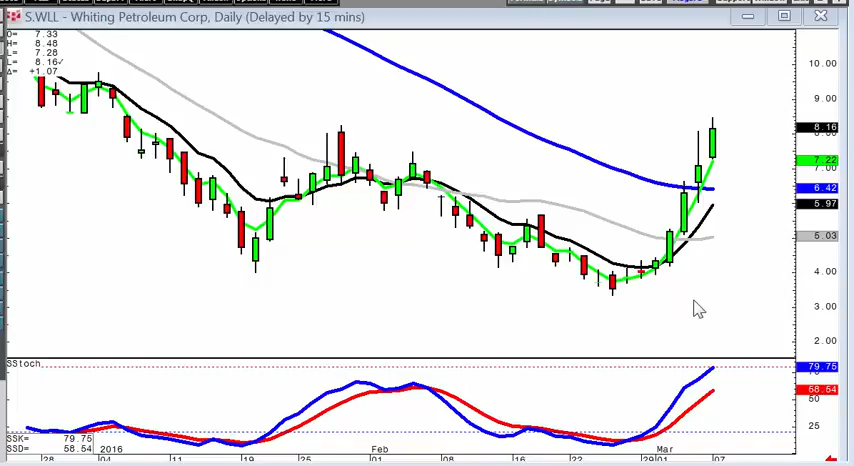 S.WLL - Whiting Petroleum Corp, Daily (Delayed by 15 mins)
O= 7.33
H= 8.48
L= 7.28
L= 8.16✓
Δ= +1.07
10.00
9.00
8.16
7.22
6.42
5.97
5.03
4.00
3.00
2.00
SStoch
79.75
58.54
50
25
SSK= 79.75
SSD= 58.54
2016
Feb
Mar
28
04
11
19
25
01
08
16
22
01
07